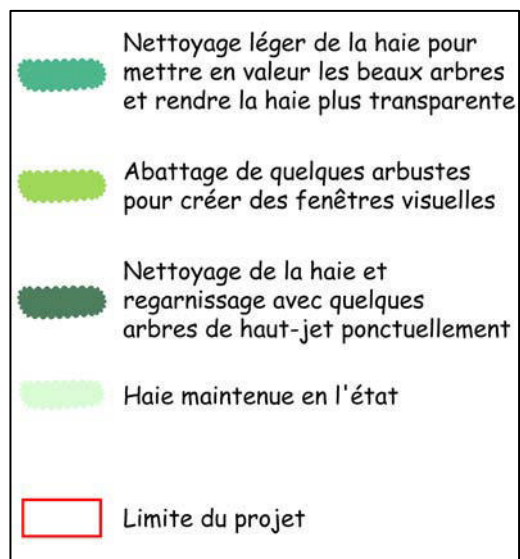 Nettoyage léger de la haie pour
mettre en valeur les beaux arbres
et rendre la haie plus transparente
Abattage de quelques arbustes
pour créer des fenêtres visuelles
Nettoyage de la haie et
regarnissage avec quelques
arbres de haut-jet ponctuellement
Haie maintenue en l'état
Limite du projet